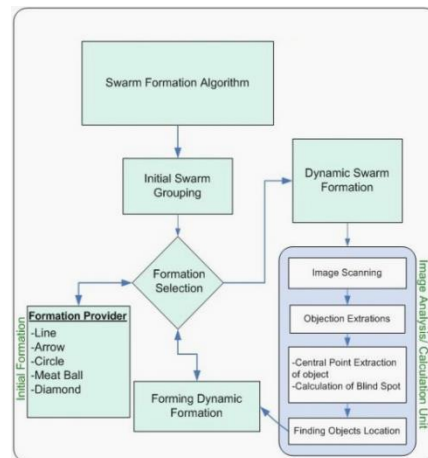 Swarm Formation Algorithm
Initial Swarm
Grouping
Dynamic Swarm
Formation
Formation
Selection
Image Scanning
Objection Extrations
-Central Point Extraction
of object
-Calculation of Blind Spot
Finding Objects Location
Image Analysis/ Calculation Unit
Initial Formation
Formation Provider
-Line
-Arrow
-Circle
-Meat Ball
-Diamond
Forming Dynamic
Formation